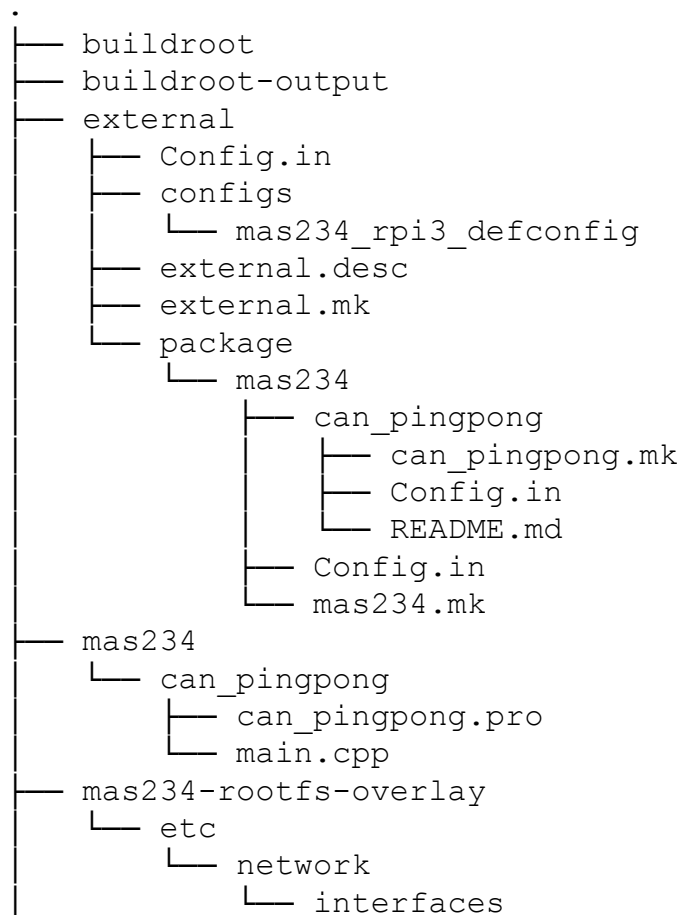 .
├── buildroot
├── buildroot-output
├── external
│   ├── Config.in
│   ├── configs
│   │   └── mas234_rpi3_defconfig
│   ├── external.desc
│   ├── external.mk
│   └── package
│       └── mas234
│           ├── can_pingpong
│           │   ├── can_pingpong.mk
│           │   ├── Config.in
│           │   └── README.md
│           ├── Config.in
│           └── mas234.mk
├── mas234
│   └── can_pingpong
│       ├── can_pingpong.pro
│       └── main.cpp
├── mas234-rootfs-overlay
│   └── etc
│       └── network
│           └── interfaces